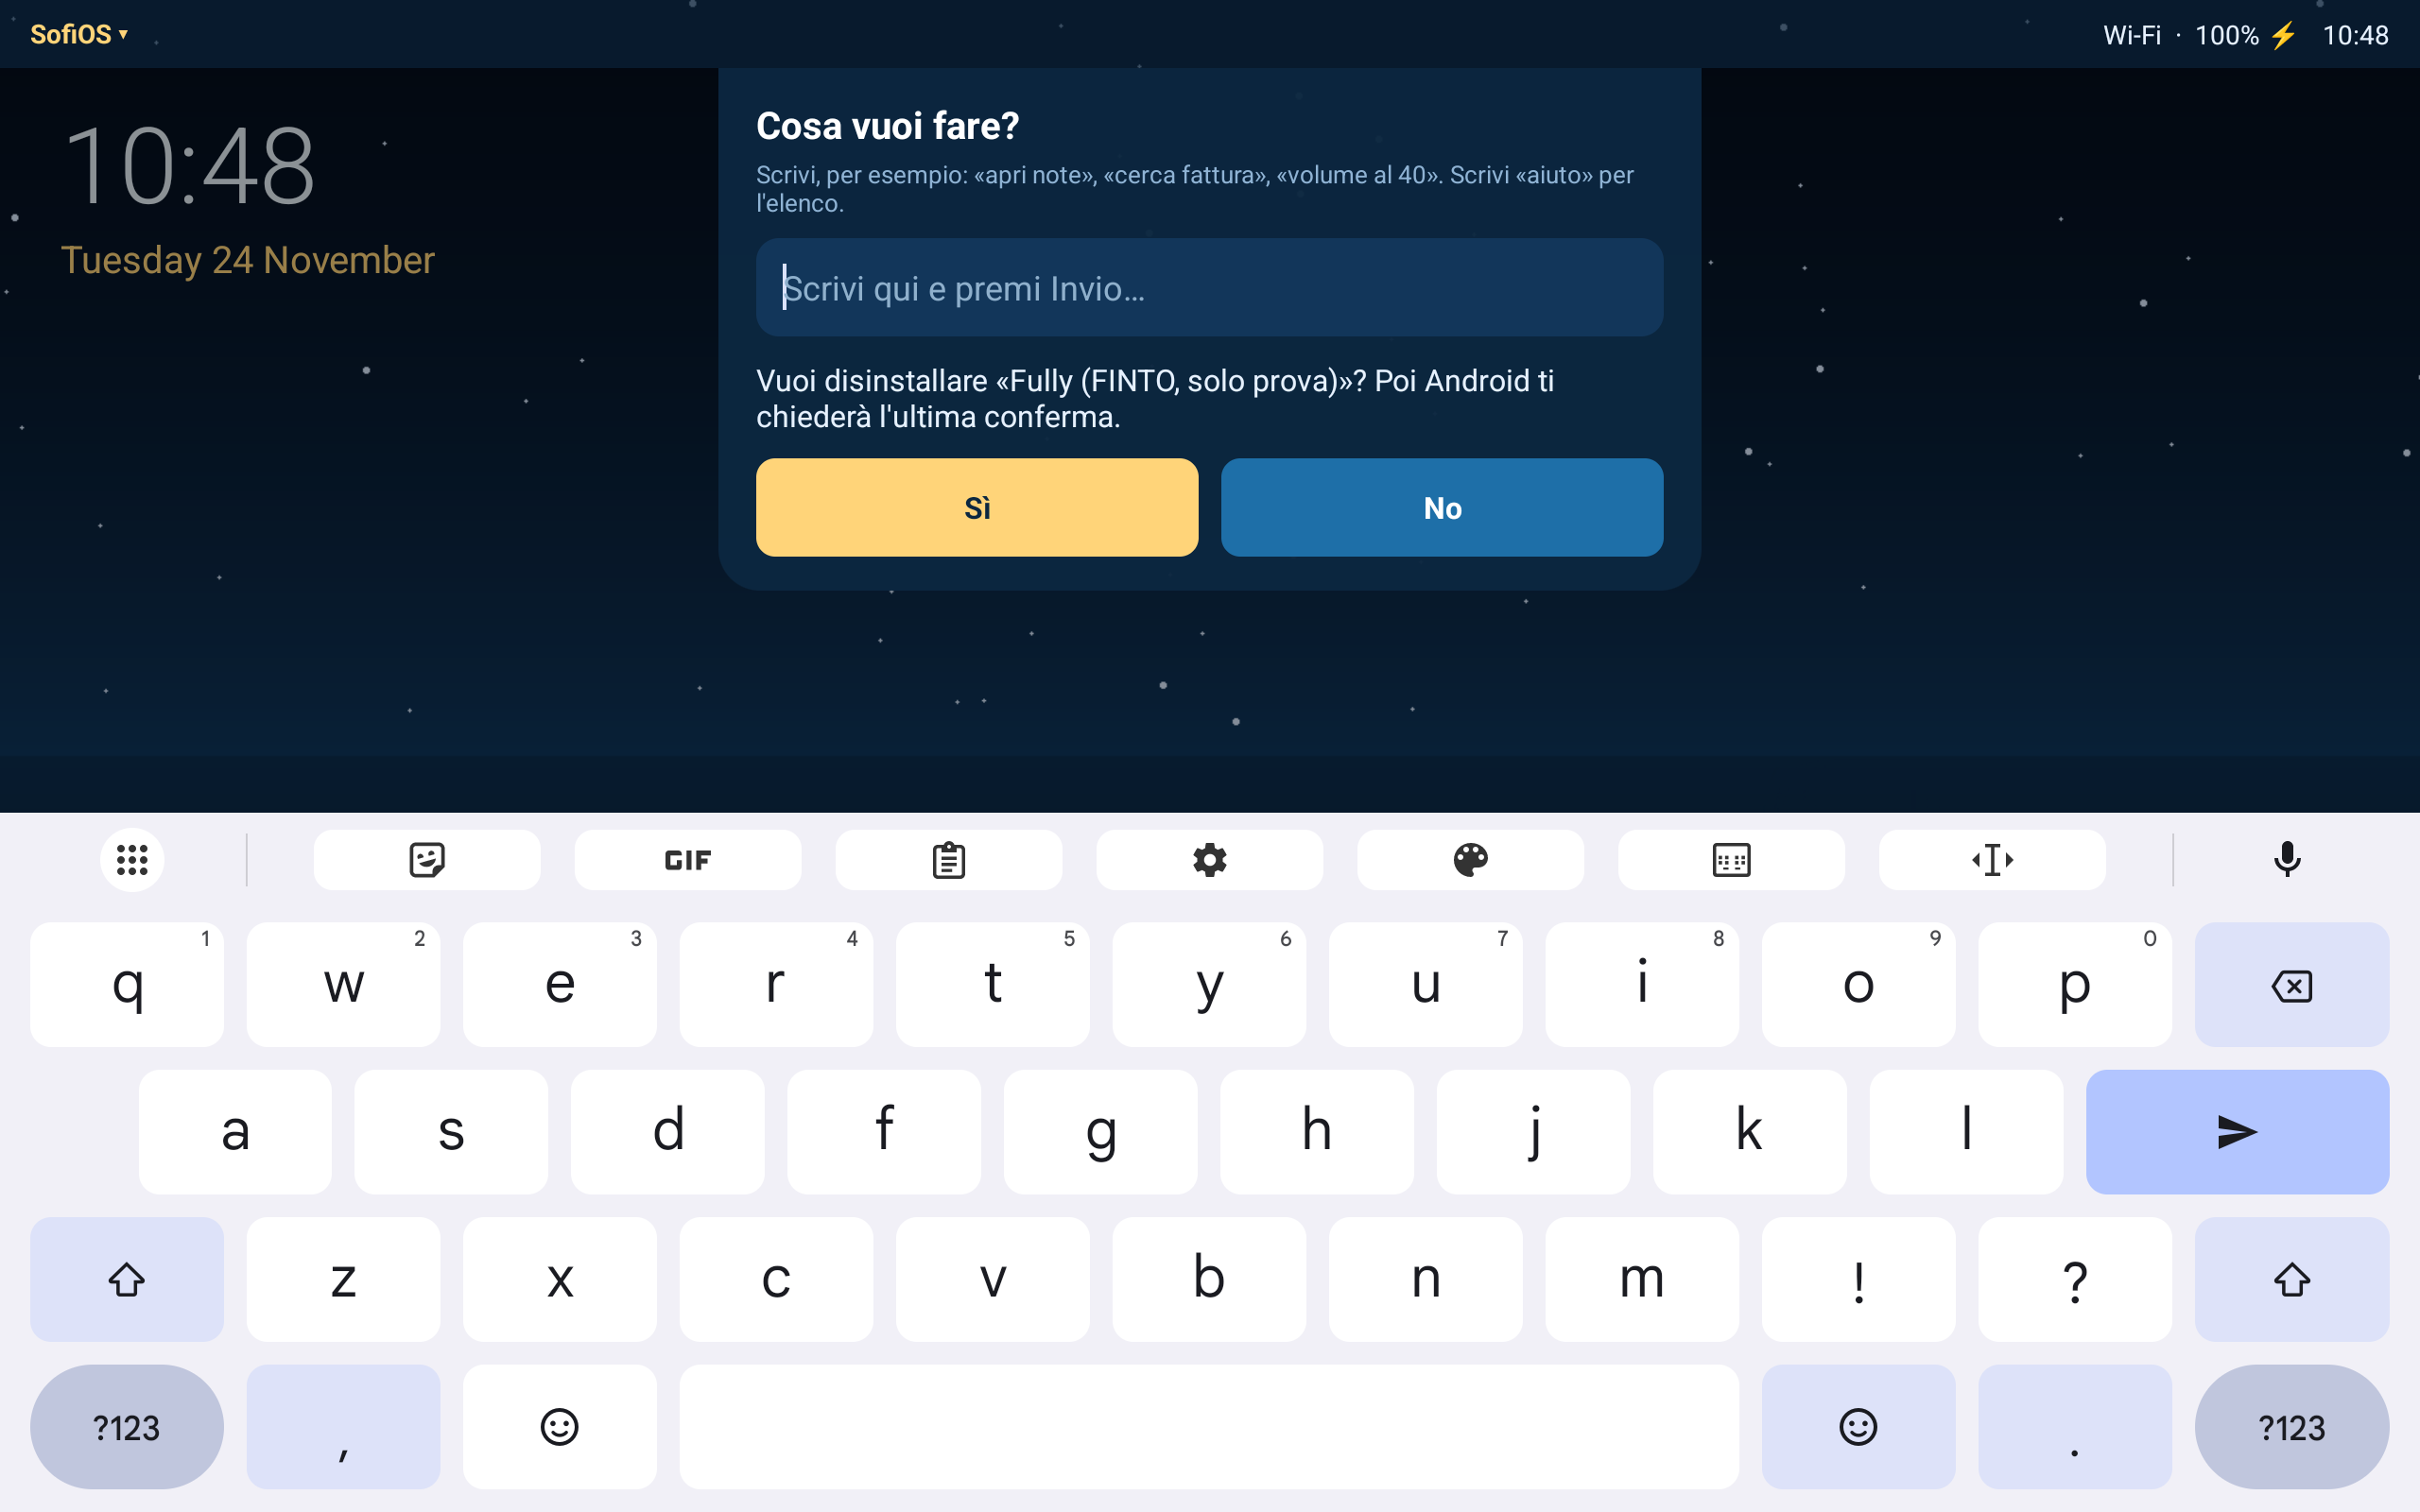 SofiOS ▾
Wi-Fi · 100% ⚡ 10:48
10:48
Tuesday 24 November
Cosa vuoi fare?
Scrivi, per esempio: «apri note», «cerca fattura», «volume al 40». Scrivi «aiuto» per
l'elenco.
Scrivi qui e premi Invio…
Vuoi disinstallare «Fully (FINTO, solo prova)»? Poi Android ti
chiederà l'ultima conferma.
Sì No
GIF
q 1 w 2 e 3 r 4 t 5 y 6 u 7 i 8 o 9 p 0
a s d f g h j k l
z x c v b n m ! ?
?123 , . ?123